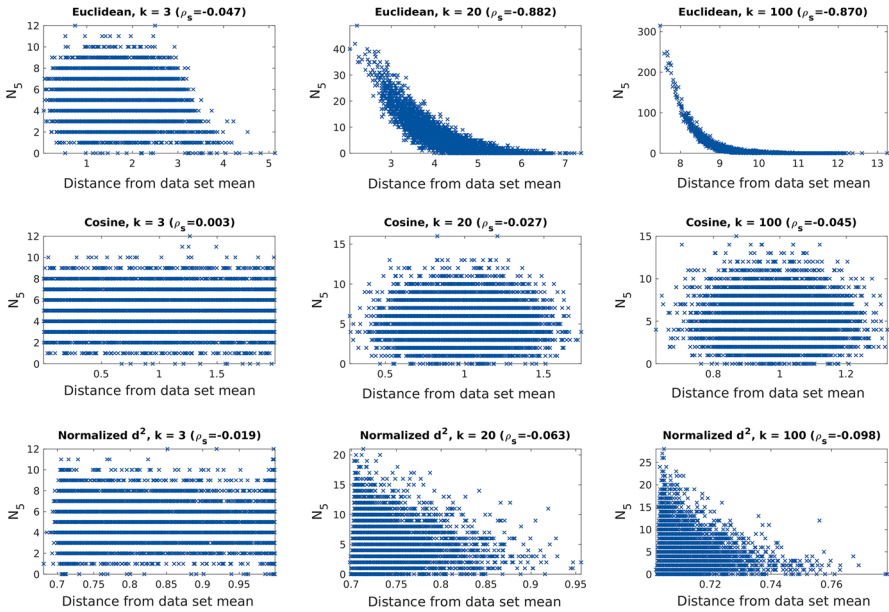 Euclidean, k = 3 (ρs=-0.047)
12
10
8
6
4
2
0
N5
1 2 3 4 5
Distance from data set mean
Euclidean, k = 20 (ρs=-0.882)
40
30
20
10
0
N5
3 4 5 6 7
Distance from data set mean
Euclidean, k = 100 (ρs=-0.870)
300
200
100
0
N5
8 9 10 11 12 13
Distance from data set mean
Cosine, k = 3 (ρs=0.003)
12
10
8
6
4
2
0
N5
0.5 1 1.5
Distance from data set mean
Cosine, k = 20 (ρs=-0.027)
15
10
5
0
N5
0.5 1 1.5
Distance from data set mean
Cosine, k = 100 (ρs=-0.045)
15
10
5
0
N5
0.8 1 1.2
Distance from data set mean
Normalized d², k = 3 (ρs=-0.019)
12
10
8
6
4
2
0
N5
0.7 0.75 0.8 0.85 0.9 0.95
Distance from data set mean
Normalized d², k = 20 (ρs=-0.063)
20
15
10
5
0
N5
0.7 0.75 0.8 0.85 0.9 0.95
Distance from data set mean
Normalized d², k = 100 (ρs=-0.098)
25
20
15
10
5
0
N5
0.72 0.74 0.76
Distance from data set mean